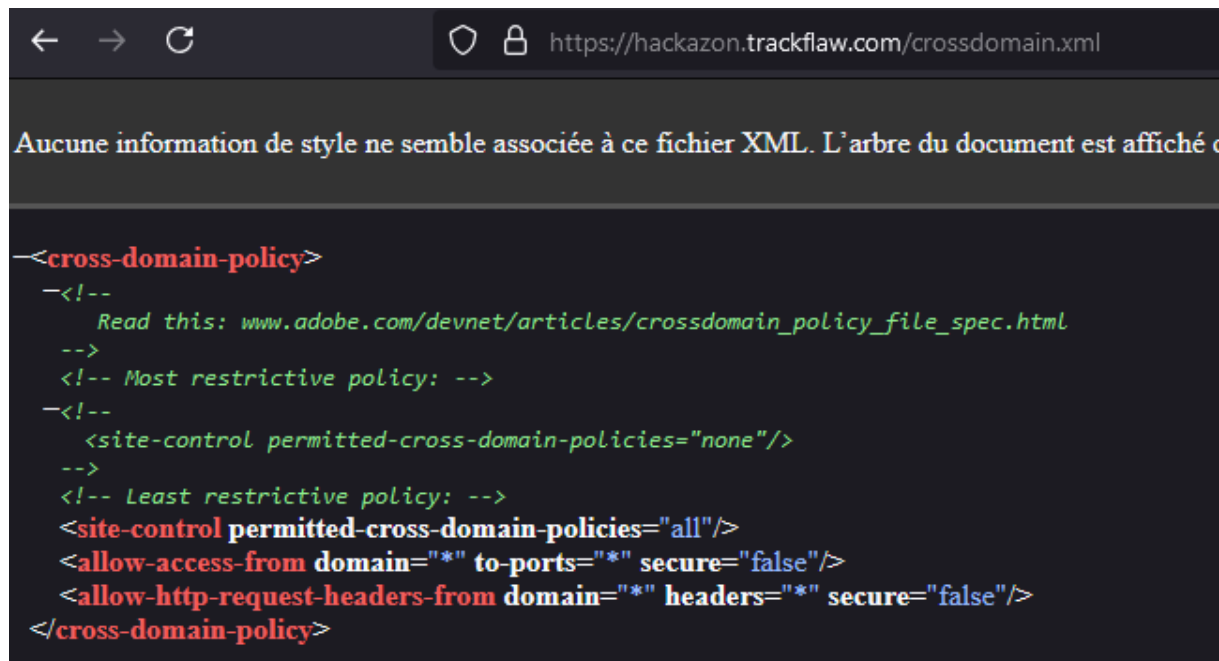 https://hackazon.trackflaw.com/crossdomain.xml
Aucune information de style ne semble associée à ce fichier XML. L’arbre du document est affiché
−<cross-domain-policy>
−<!--
Read this: www.adobe.com/devnet/articles/crossdomain_policy_file_spec.html
-->
<!-- Most restrictive policy: -->
−<!--
<site-control permitted-cross-domain-policies="none"/>
-->
<!-- Least restrictive policy: -->
<site-control permitted-cross-domain-policies="all"/>
<allow-access-from domain="*" to-ports="*" secure="false"/>
<allow-http-request-headers-from domain="*" headers="*" secure="false"/>
</cross-domain-policy>